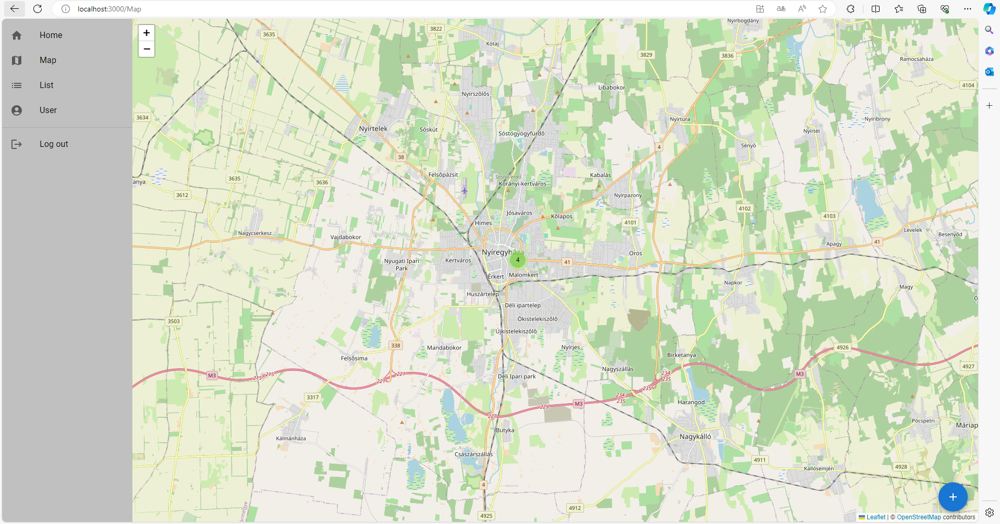 localhost:3000/Map
Home
Map
List
User
Log out
+
−
Nyírbogdány
3822
3635
Kótaj
3829
3836
Ramocsaháza
4104
Libabokor
Nyírszőlős
3634
Nyírtura
Nyíribrony
Nyírtelek
Sóskút
Nyírtét
Sóstógyógyfürdő
Sényő
4
38
Felsőpázsit
Kabalás
Sóstói-erdő
3635
anya
3636
Korányi-kertváros
3612
Nyírpazony
4102
Jósaváros
Kőlapos
4103
Hímes
4101
Levelek
Nagycserkesz
Besenyőd
Vajdabokor
41
Apagy
Nyíregyháza
Oros
Nyugati Ipari
Park
Kertváros
4
41
Érkert
Malomkert
Napkor
Magy
Huszártelep
Ó
Déli ipartelep
3503
Ókistelekiszőlő
Újkistelekiszőlő
338
Mandabokor
Nyírjes
4926
Felsősima
Birketanya
4927
Nagyszállás
M3
215
215
221
221
Déli Ipari park
234
235
M3
235
234
235
3317
229
M3
Harangod
227
Pócspetri
Butyka
Máriap
Kálmánháza
Nagykálló
Császárszállás
4911
4928
Kállósemjén
4
4912
4925
ármegye
+
Leaflet | © OpenStreetMap contributors